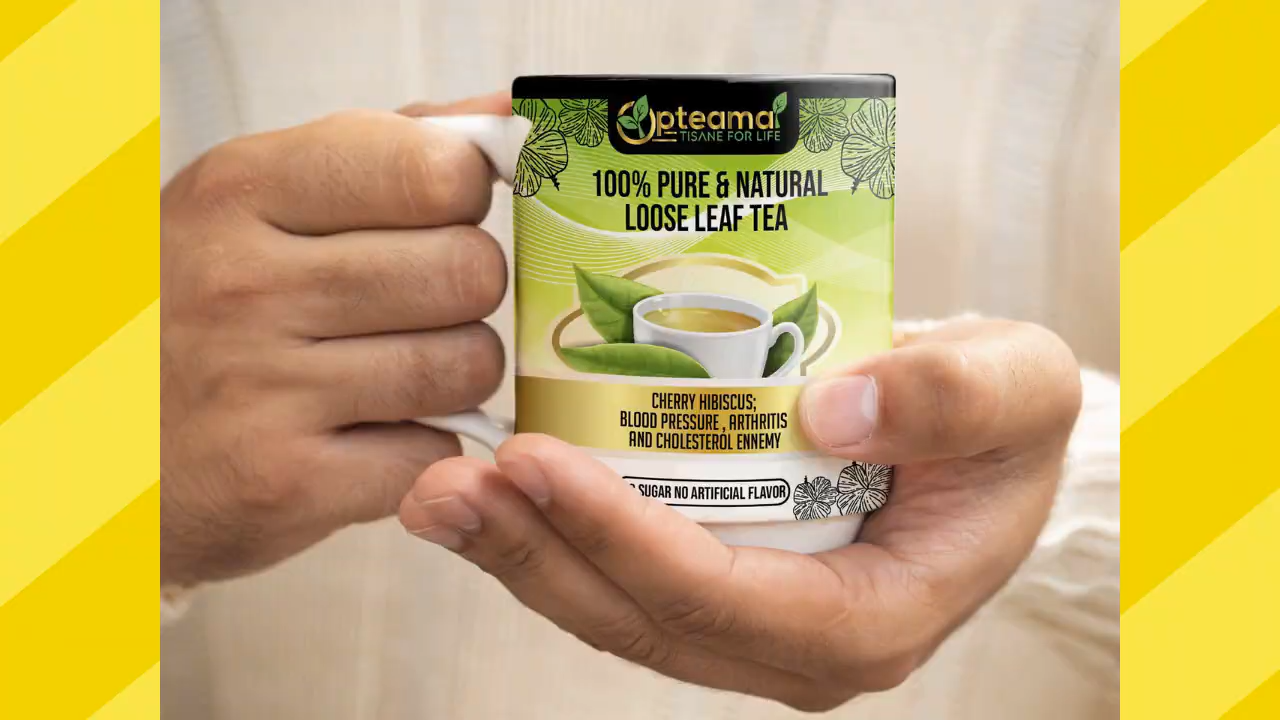 Opteama
TISANE FOR LIFE
100% PURE & NATURAL
LOOSE LEAF TEA
CHERRY HIBISCUS;
BLOOD PRESSURE , ARTHRITIS
AND CHOLESTEROL ENNEMY
SUGAR NO ARTIFICIAL FLAVOR